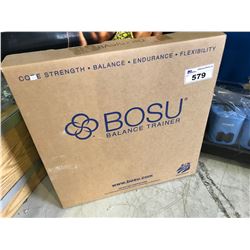 579
CORE STRENGTH • BALANCE • ENDURANCE • FLEXIBILITY
BOSU®
BALANCE TRAINER
www.bosu.com